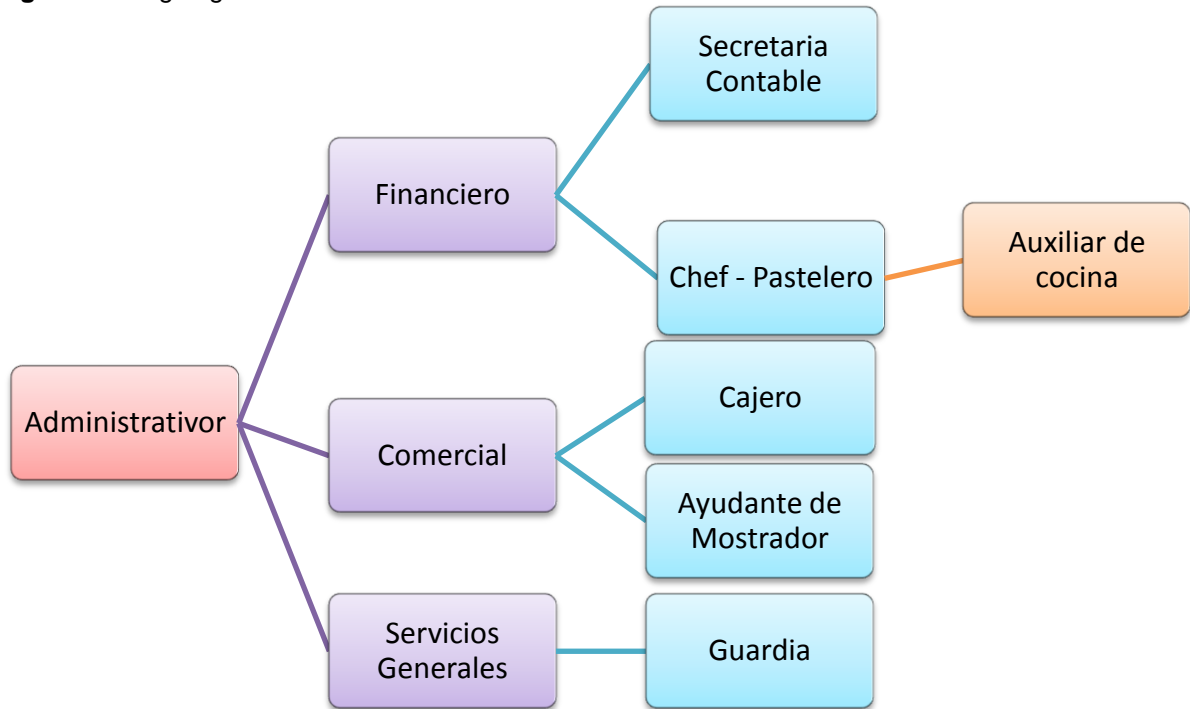 Secretaria
Contable
Financiero
Chef - Pastelero
Auxiliar de
cocina
Administrativor
Comercial
Cajero
Ayudante de
Mostrador
Servicios
Generales
Guardia